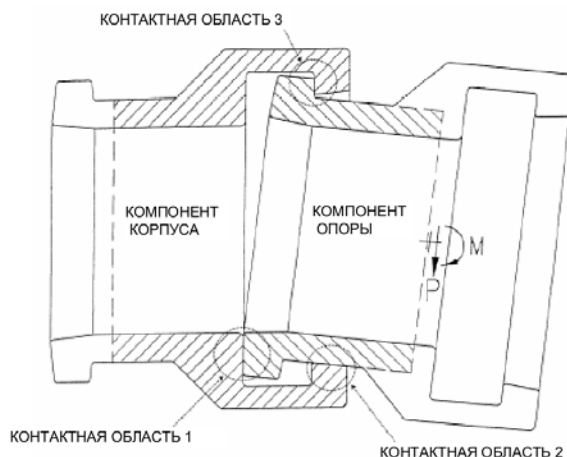 КОНТАКТНАЯ ОБЛАСТЬ 3
КОМПОНЕНТ
КОРПУСА
КОМПОНЕНТ
ОПОРЫ
M
P
КОНТАКТНАЯ ОБЛАСТЬ 1
КОНТАКТНАЯ ОБЛАСТЬ 2